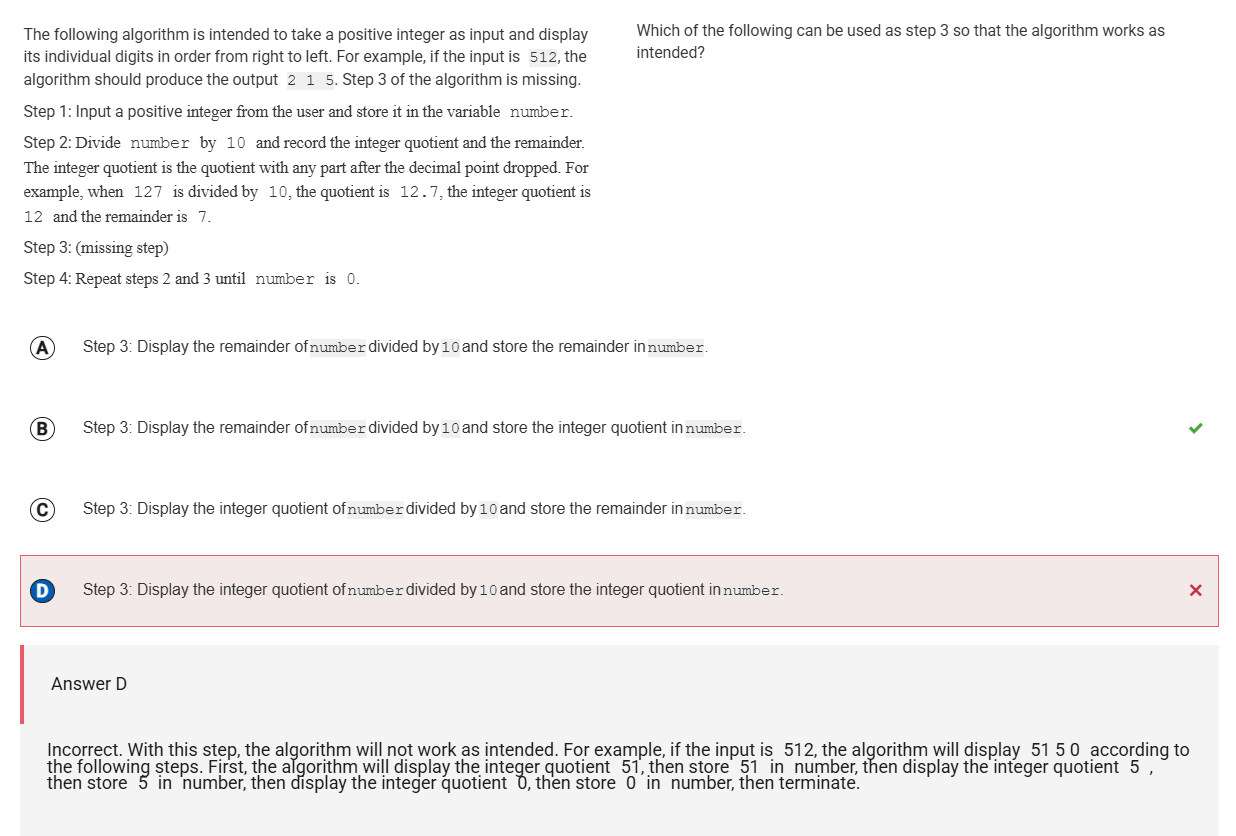 The following algorithm is intended to take a positive integer as input and display
its individual digits in order from right to left. For example, if the input is 512, the
algorithm should produce the output 2 1 5. Step 3 of the algorithm is missing.
Step 1: Input a positive integer from the user and store it in the variable number.
Step 2: Divide number by 10 and record the integer quotient and the remainder.
The integer quotient is the quotient with any part after the decimal point dropped. For
example, when 127 is divided by 10, the quotient is 12.7, the integer quotient is
12 and the remainder is 7.
Step 3: (missing step)
Step 4: Repeat steps 2 and 3 until number is 0.
Which of the following can be used as step 3 so that the algorithm works as
intended?
A Step 3: Display the remainder of number divided by 10 and store the remainder in number.
B Step 3: Display the remainder of number divided by 10 and store the integer quotient in number.
C Step 3: Display the integer quotient of number divided by 10 and store the remainder in number.
D Step 3: Display the integer quotient of number divided by 10 and store the integer quotient in number.
Answer D
Incorrect. With this step, the algorithm will not work as intended. For example, if the input is 512, the algorithm will display 51 5 0 according to
the following steps. First, the algorithm will display the integer quotient 51, then store 51 in number, then display the integer quotient 5 ,
then store 5 in number, then display the integer quotient 0, then store 0 in number, then terminate.